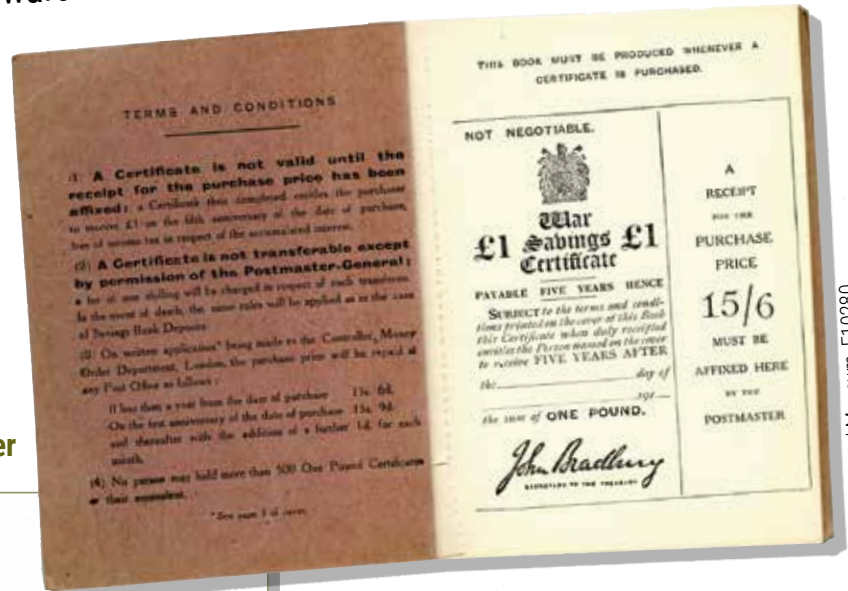 TERMS AND CONDITIONS
(1) A Certificate is not valid until the
receipt for the purchase price has been
affixed: a Certificate then completed entitles the purchaser
to receive £1 on the fifth anniversary of the date of purchase,
free of income tax in respect of the accumulated interest.
(2) A Certificate is not transferable except
by permission of the Postmaster-General;
a fee of one shilling will be charged in respect of each transfer.
In the event of death, the same rules will be applied as in the case
of Savings Bank Deposits.
(3) On written application* being made to the Controller, Money
Order Department, London, the purchase price will be repaid at
any Post Office as follows:
If less than a year from the date of purchase 15s. 6d.
On the first anniversary of the date of purchase 15s. 9d.
and thereafter with the addition of a further 1d. for each
month.
(4) No person may hold more than 500 One Pound Certificates
or their equivalent.
*See page 3 of cover.
THIS BOOK MUST BE PRODUCED WHENEVER A
CERTIFICATE IS PURCHASED.
NOT NEGOTIABLE.
£1 War Savings Certificate £1
PAYABLE FIVE YEARS HENCE
SUBJECT to the terms and condi-
tions printed on the cover of this Book
this Certificate when duly receipted
entitles the Person named on the cover
to receive FIVE YEARS AFTER
the day of
191
the sum of ONE POUND.
John Bradbury
SECRETARY TO THE TREASURY
A
RECEIPT
FOR THE
PURCHASE
PRICE
15/6
MUST BE
AFFIXED HERE
BY THE
POSTMASTER
er
E10280